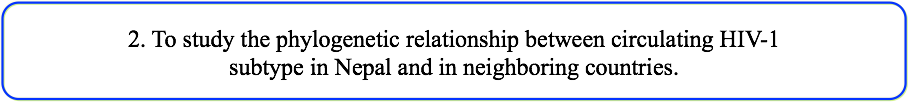 2. To study the phylogenetic relationship between circulating HIV-1
subtype in Nepal and in neighboring countries.